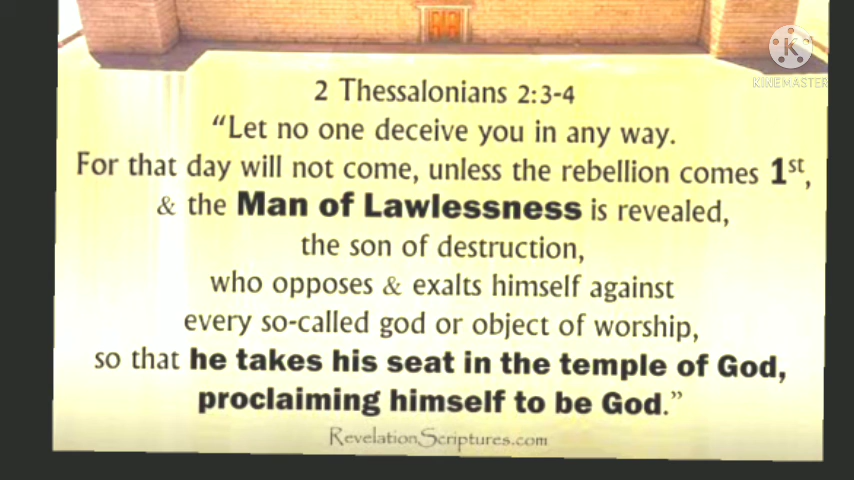 K
KINEMASTER
2 Thessalonians 2:3-4
“Let no one deceive you in any way.
For that day will not come, unless the rebellion comes 1st,
& the Man of Lawlessness is revealed,
the son of destruction,
who opposes & exalts himself against
every so-called god or object of worship,
so that he takes his seat in the temple of God,
proclaiming himself to be God.”
RevelationScriptures.com